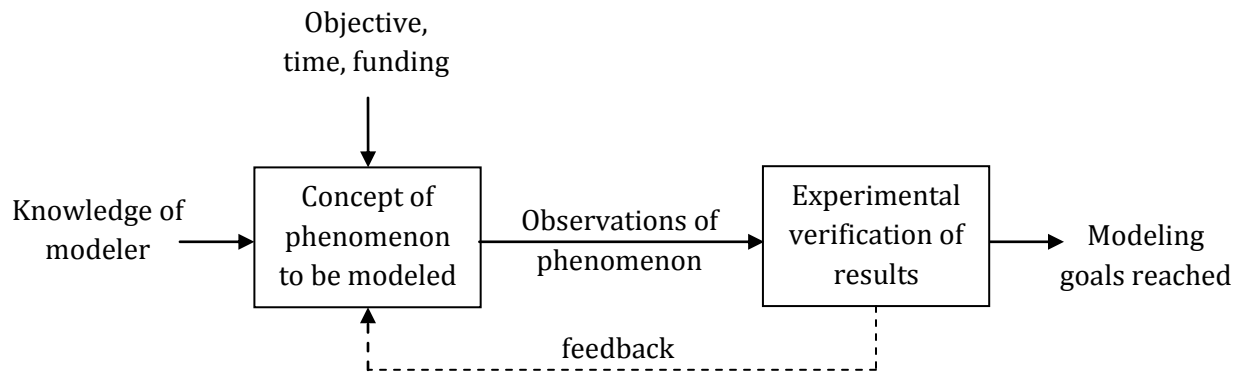 Objective,
time, funding
Knowledge of
modeler
Concept of
phenomenon
to be modeled
Observations of
phenomenon
Experimental
verification of
results
Modeling
goals reached
feedback